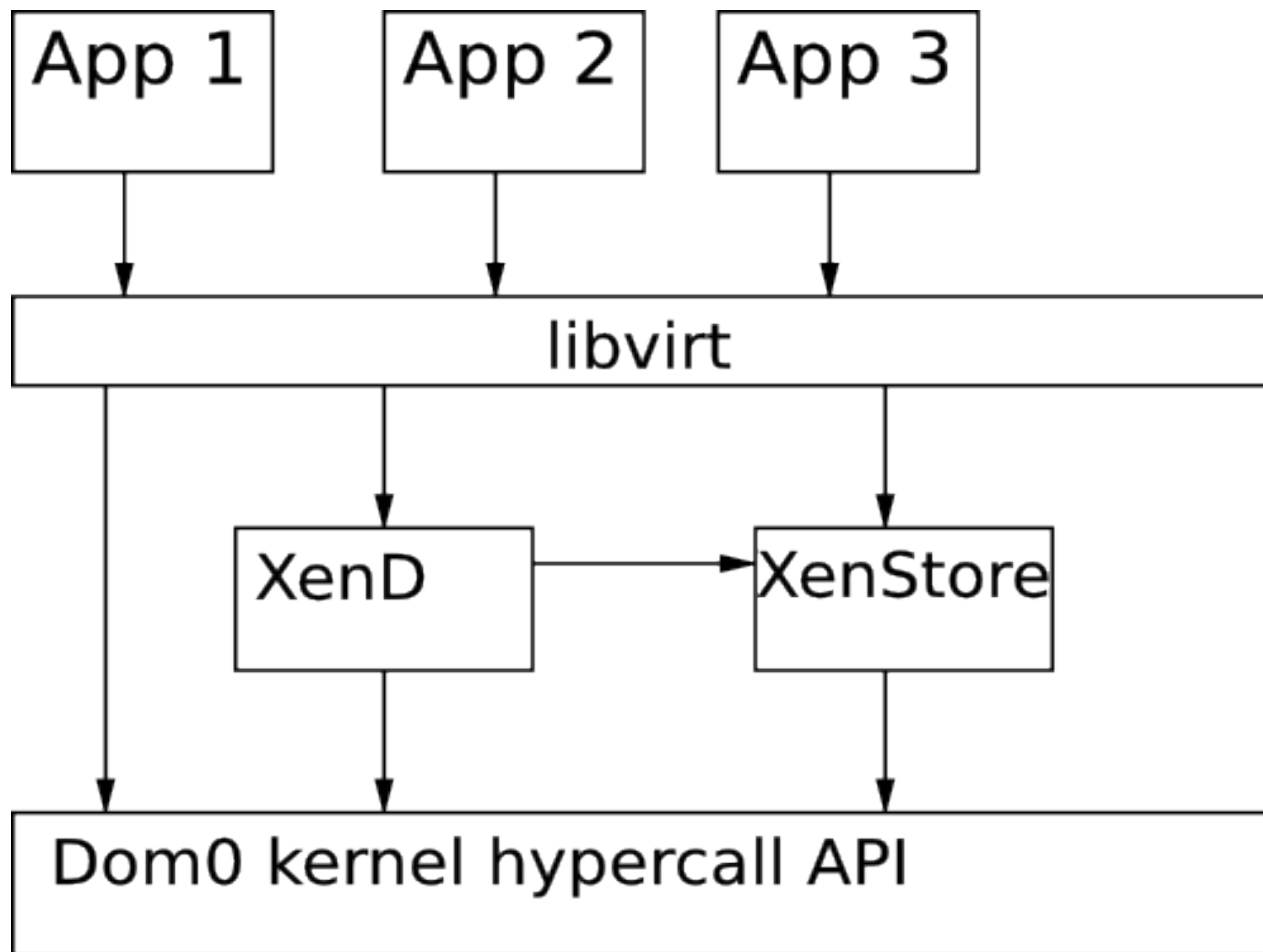 App 1
App 2
App 3
libvirt
XenD
XenStore
Dom0 kernel hypercall API